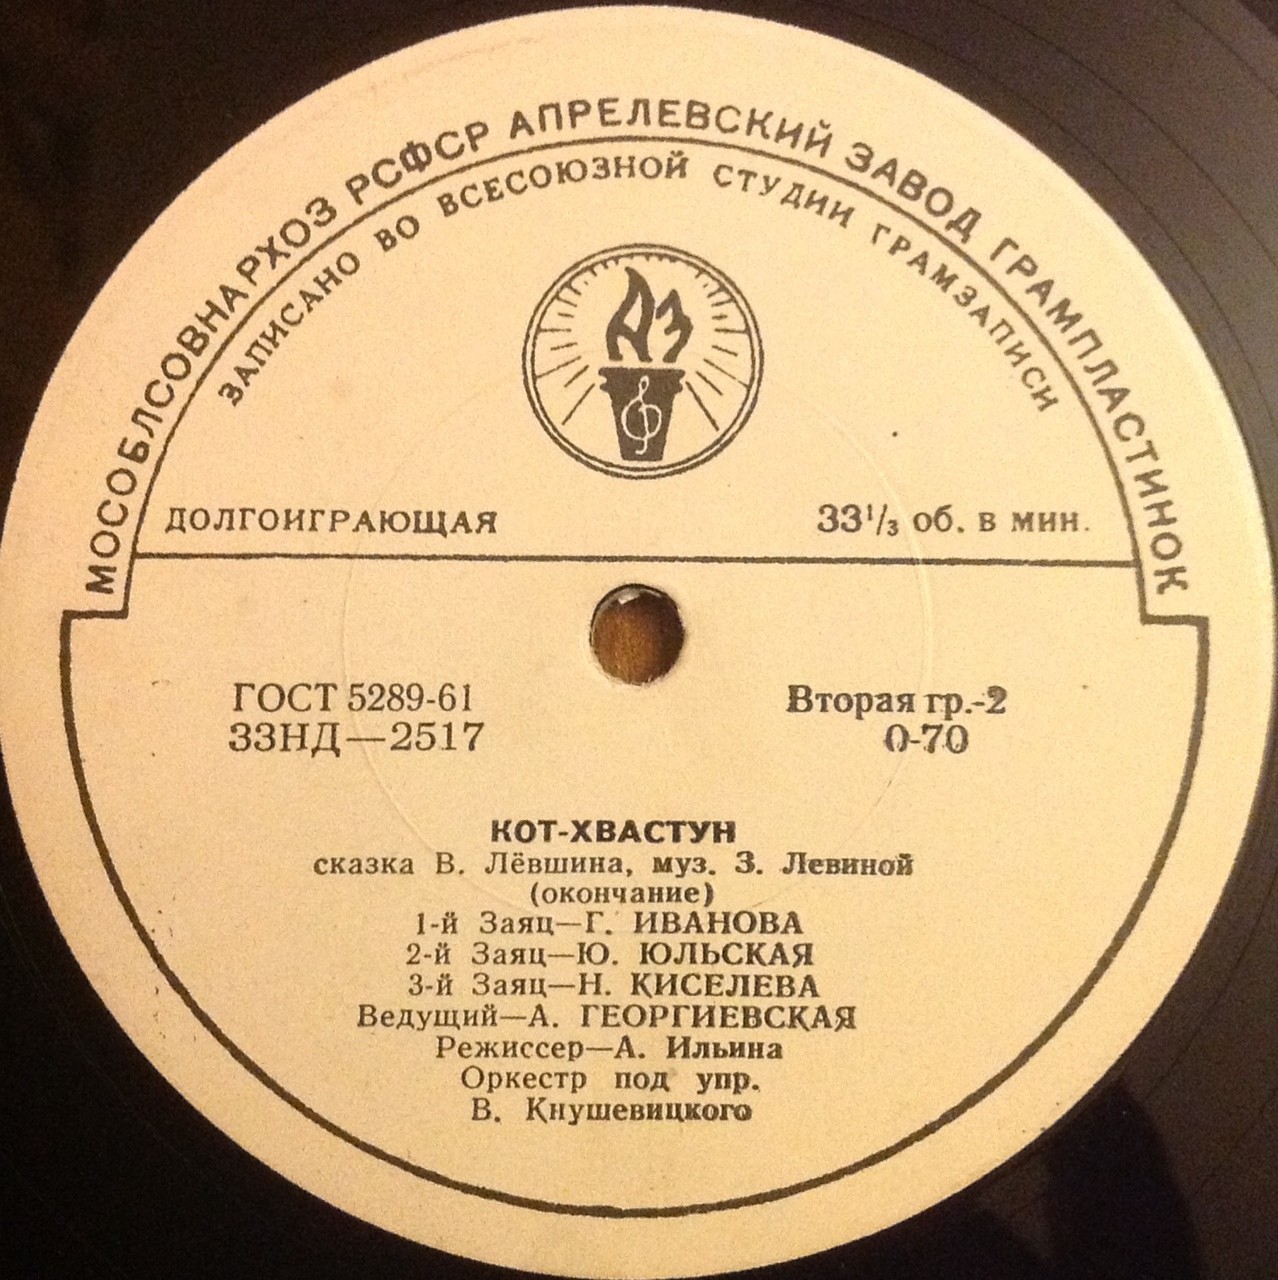 МОСОБЛСОВНАРХОЗ РСФСР АПРЕЛЕВСКИЙ ЗАВОД ГРАМПЛАСТИНОК
ЗАПИСАНО ВО ВСЕСОЮЗНОЙ СТУДИИ ГРАМЗАПИСИ
АЗ
ДОЛГОИГРАЮЩАЯ 33⅓ об. в мин.
ГОСТ 5289-61 Вторая гр.-2
33НД—2517 0-70
КОТ-ХВАСТУН
сказка В. Лёвшина, муз. З. Левиной
(окончание)
1-й Заяц—Г. ИВАНОВА
2-й Заяц—Ю. ЮЛЬСКАЯ
3-й Заяц—Н. КИСЕЛЕВА
Ведущий—А. ГЕОРГИЕВСКАЯ
Режиссер—А. Ильина
Оркестр под упр.
В. Кнушевицкого